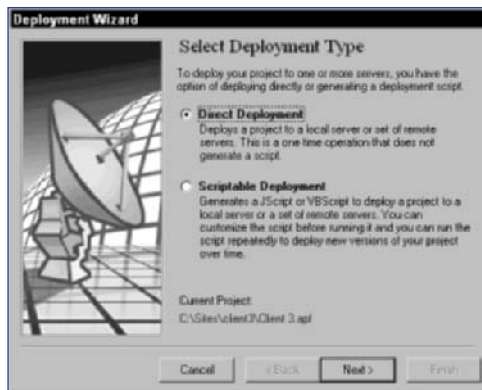 Deployment Wizard
Select Deployment Type
To deploy your project to one or more servers, you have the
option of deploying directly or generating a deployment script.
Direct Deployment
Deploys a project to a local server or set of remote
servers. This is a one time operation that does not
generate a script.
Scriptable Deployment
Generates a JScript or VBScript to deploy a project to a
local server or a set of remote servers. You can
customize the script before running it and you can run the
script repeatedly to deploy new versions of your project
over time.
Current Project:
C:\Sites\client3\Client 3.apf
Cancel
< Back
Next >
Finish